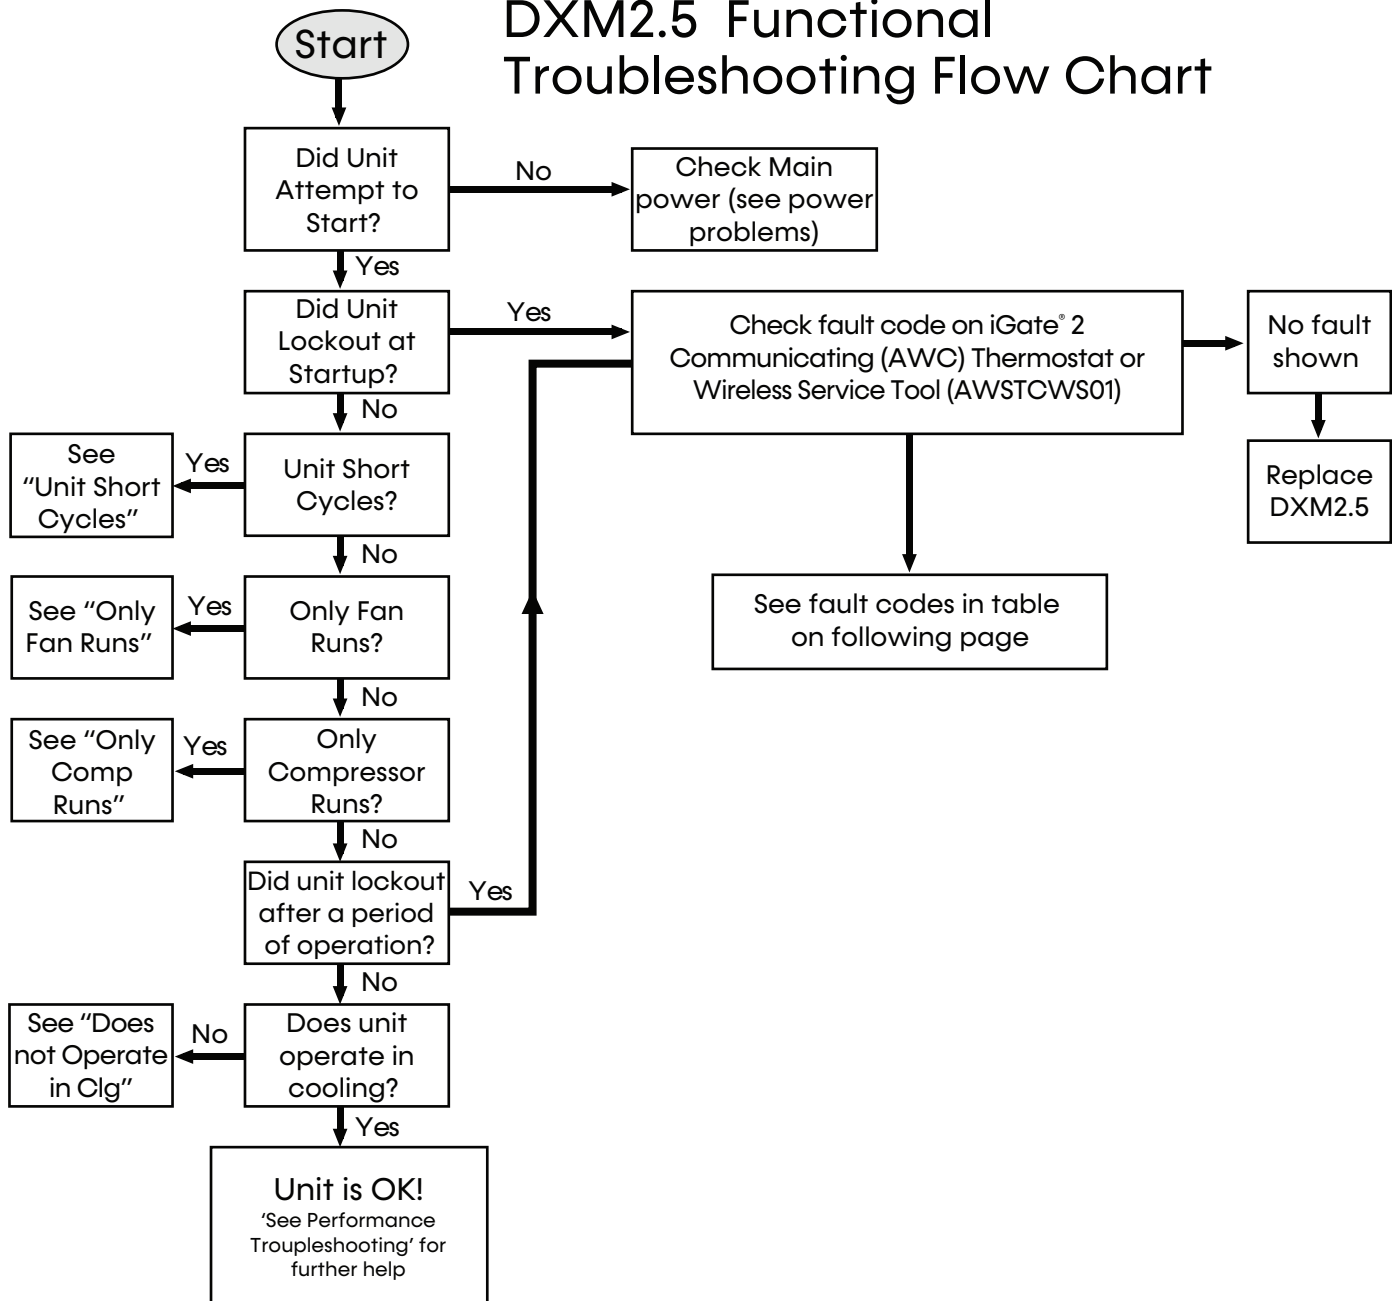 DXM2.5 Functional
Troubleshooting Flow Chart
Start
Did Unit
Attempt to
Start?
No
Check Main
power (see power
problems)
Yes
Did Unit
Lockout at
Startup?
Yes
Check fault code on iGate® 2
Communicating (AWC) Thermostat or
Wireless Service Tool (AWSTCWS01)
No fault
shown
Replace
DXM2.5
See fault codes in table
on following page
No
Unit Short
Cycles?
Yes
See
“Unit Short
Cycles”
No
Only Fan
Runs?
Yes
See “Only
Fan Runs”
No
Only
Compressor
Runs?
Yes
See “Only
Comp
Runs”
No
Did unit lockout
after a period
of operation?
Yes
No
Does unit
operate in
cooling?
No
See “Does
not Operate
in Clg”
Yes
Unit is OK!
‘See Performance
Troupleshooting’ for
further help